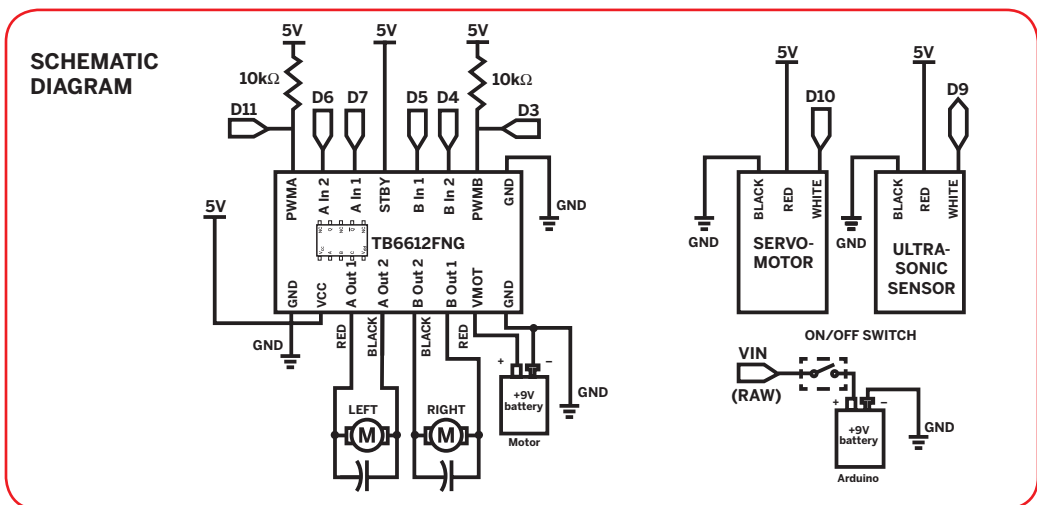 SCHEMATIC
DIAGRAM
5V
5V
5V
10kΩ
10kΩ
D11
D6
D7
D5
D4
D3
PWMA
A In 2
A In 1
STBY
B In 1
B In 2
PWMB
GND
GND
5V
TB6612FNG
NC
Q
NC
Q
NC
VCC
A
B
C
GND
VCC
A Out 1
A Out 2
B Out 2
B Out 1
VMOT
GND
GND
RED
BLACK
BLACK
RED
LEFT
M
RIGHT
M
+
–
+9V
battery
Motor
GND
5V
D10
BLACK
RED
WHITE
GND
SERVO-
MOTOR
5V
D9
BLACK
RED
WHITE
GND
ULTRA-
SONIC
SENSOR
ON/OFF SWITCH
VIN
(RAW)
+
–
+9V
battery
Arduino
GND